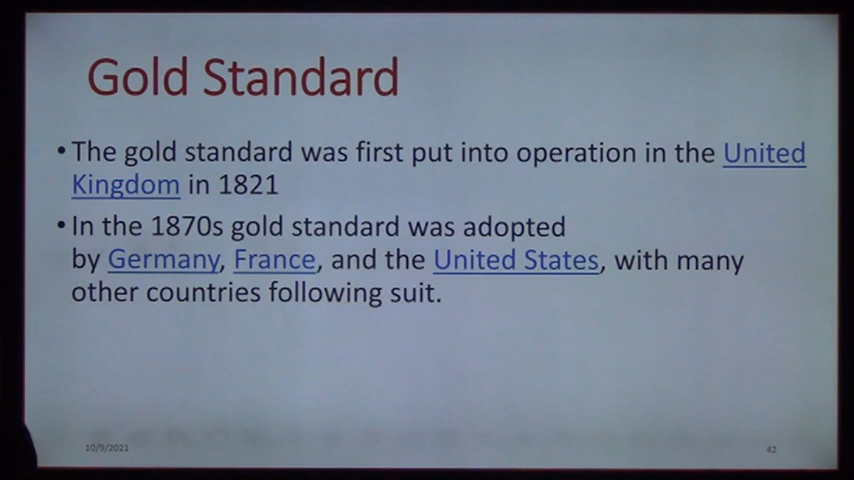 Gold Standard
• The gold standard was first put into operation in the United
Kingdom in 1821
• In the 1870s gold standard was adopted
by Germany, France, and the United States, with many
other countries following suit.
10/9/2021
42